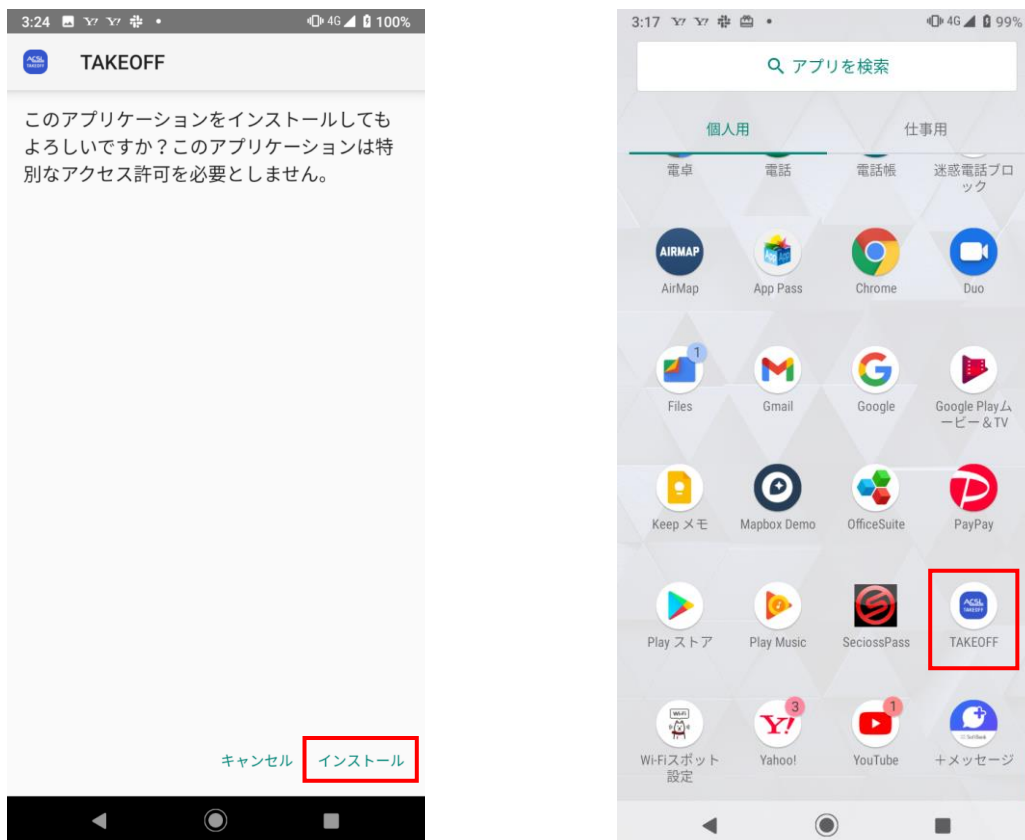 3:24
4G
100%
ACSL
TAKEOFF
TAKEOFF
このアプリケーションをインストールしても
よろしいですか？このアプリケーションは特
別なアクセス許可を必要としません。
キャンセル
インストール
3:17
4G
99%
アプリを検索
個人用
仕事用
電卓
電話
電話帳
迷惑電話ブロ
ック
AIRMAP
AirMap
App Pass
Chrome
Duo
1
Files
Gmail
Google
Google Playム
ービー＆TV
Keep メモ
Mapbox Demo
OfficeSuite
PayPay
Play ストア
Play Music
SeciossPass
ACSL
TAKEOFF
TAKEOFF
Wi-Fi
Wi-Fiスポット
設定
Y!
3
Yahoo!
1
YouTube
SoftBank
＋メッセージ